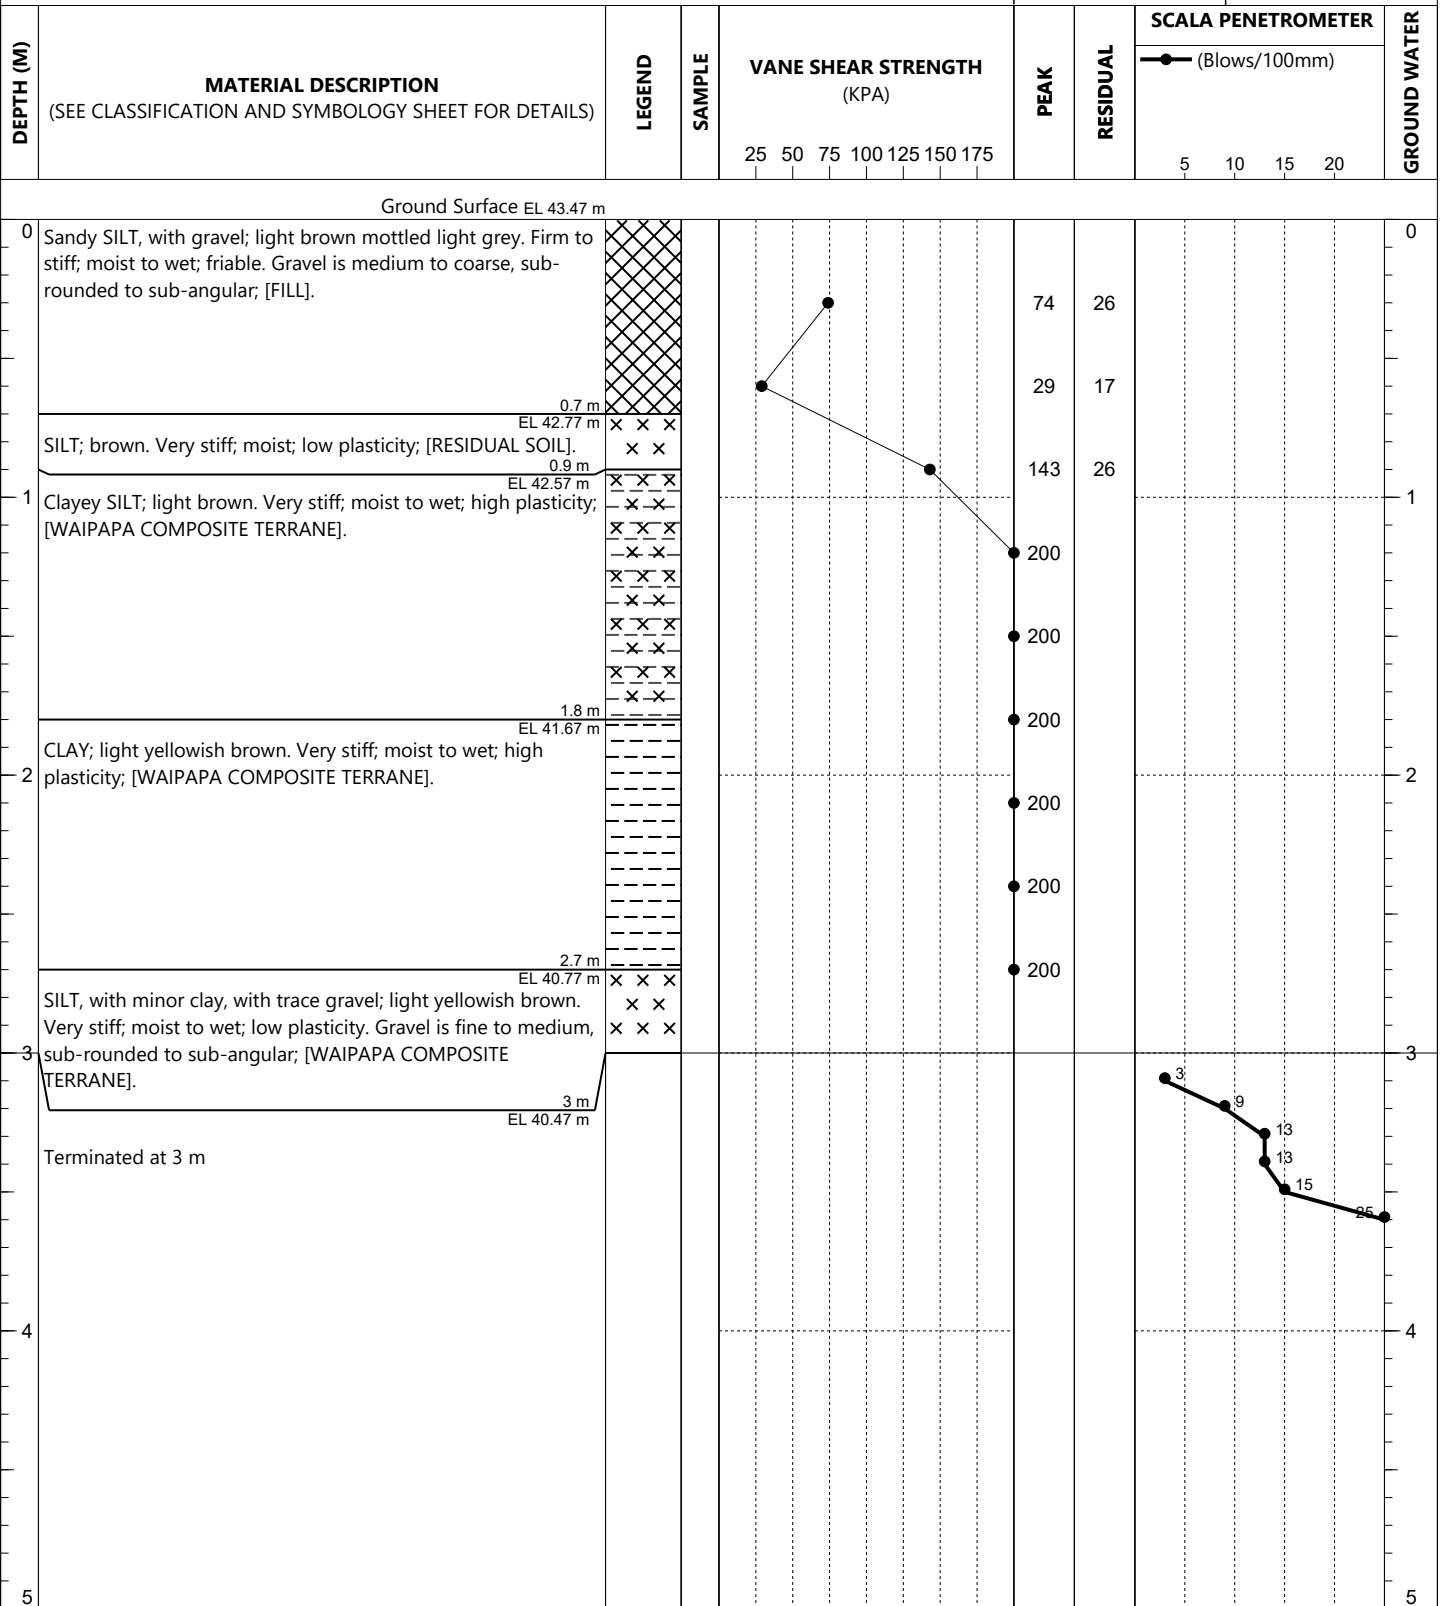 DEPTH (M)
MATERIAL DESCRIPTION
(SEE CLASSIFICATION AND SYMBOLOGY SHEET FOR DETAILS)
LEGEND
SAMPLE
VANE SHEAR STRENGTH
(KPA)
25 50 75 100 125 150 175
PEAK
RESIDUAL
SCALA PENETROMETER
(Blows/100mm)
5 10 15 20
GROUND WATER
Ground Surface EL 43.47 m
0
Sandy SILT, with gravel; light brown mottled light grey. Firm to
stiff; moist to wet; friable. Gravel is medium to coarse, sub-
rounded to sub-angular; [FILL].
0.7 m
EL 42.77 m
SILT; brown. Very stiff; moist; low plasticity; [RESIDUAL SOIL].
0.9 m
EL 42.57 m
1
Clayey SILT; light brown. Very stiff; moist to wet; high plasticity;
[WAIPAPA COMPOSITE TERRANE].
1.8 m
EL 41.67 m
CLAY; light yellowish brown. Very stiff; moist to wet; high
2
plasticity; [WAIPAPA COMPOSITE TERRANE].
2.7 m
EL 40.77 m
SILT, with minor clay, with trace gravel; light yellowish brown.
Very stiff; moist to wet; low plasticity. Gravel is fine to medium,
3
sub-rounded to sub-angular; [WAIPAPA COMPOSITE
TERRANE].
3 m
EL 40.47 m
Terminated at 3 m
4
5
74 26
29 17
143 26
200
200
200
200
200
200
3
9
13
13
15
25
0
1
2
3
4
5